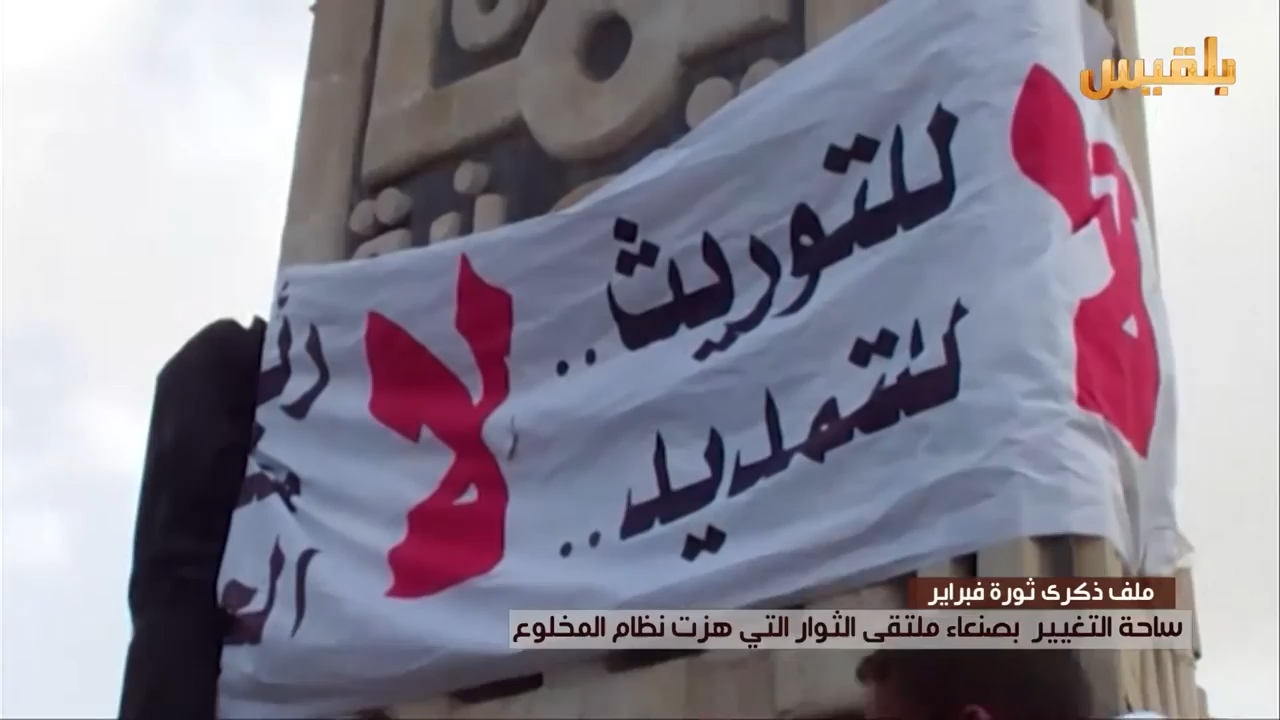 بلقيس
لا
للتوريث..
للتمديد..
لا
ملف ذكرى ثورة فبراير
ساحة التغيير بصنعاء ملتقى الثوار التي هزت نظام المخلوع